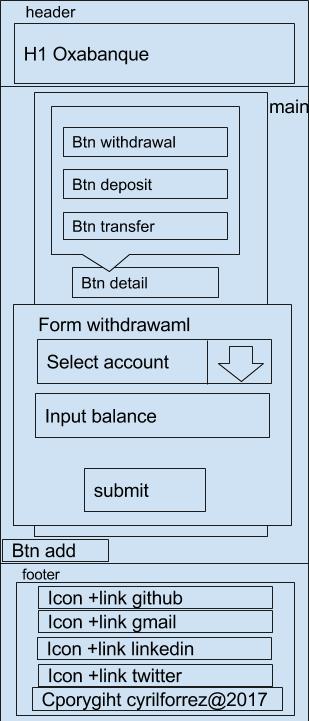 header
H1 Oxabanque
main
Btn withdrawal
Btn deposit
Btn transfer
Btn detail
Form withdrawaml
Select account
Input balance
submit
Btn add
footer
Icon +link github
Icon +link gmail
Icon +link linkedin
Icon +link twitter
Cporygiht cyrilforrez@2017